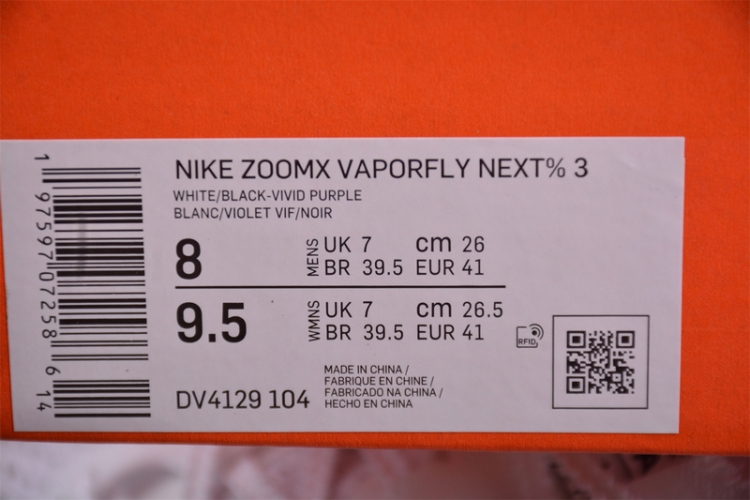 NIKE ZOOMX VAPORFLY NEXT% 3
WHITE/BLACK-VIVID PURPLE
BLANC/VIOLET VIF/NOIR
8 MENS UK 7 cm 26
BR 39.5 EUR 41
9.5 WMNS UK 7 cm 26.5
BR 39.5 EUR 41
RFID
DV4129 104
MADE IN CHINA /
FABRIQUE EN CHINE /
FABRICADO NA CHINA /
HECHO EN CHINA
1 97597 07258 6 14